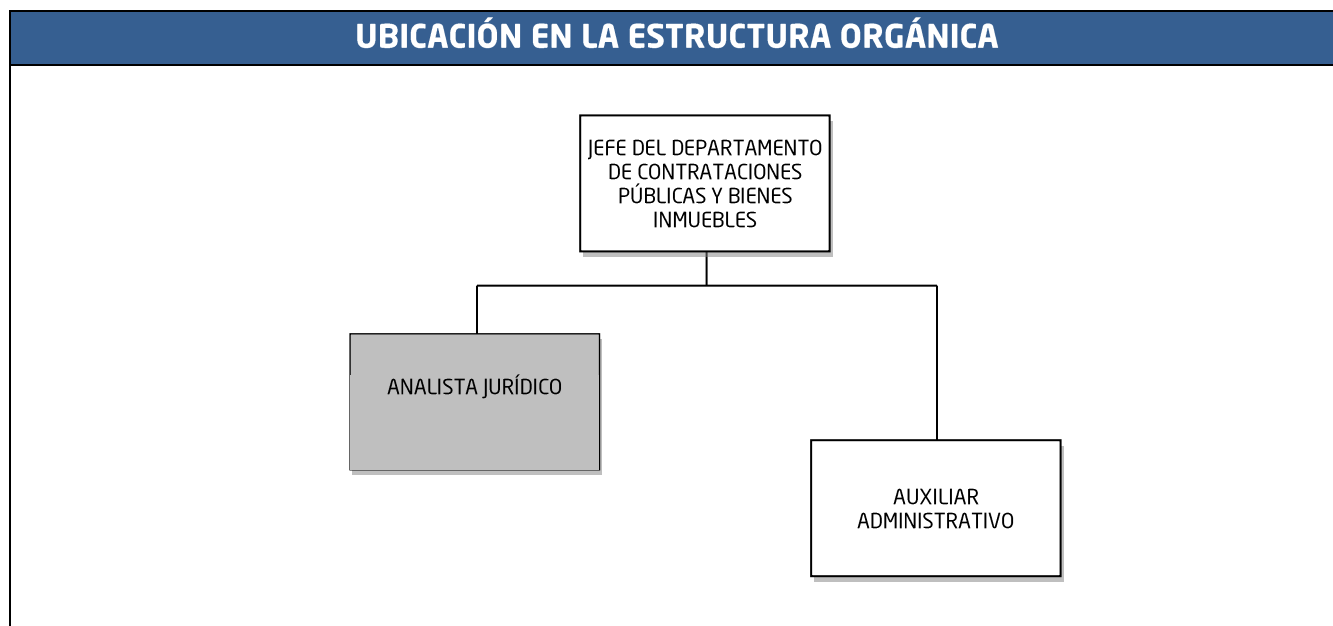 UBICACIÓN EN LA ESTRUCTURA ORGÁNICA
JEFE DEL DEPARTAMENTO
DE CONTRATACIONES
PÚBLICAS Y BIENES
INMUEBLES
ANALISTA JURÍDICO
AUXILIAR
ADMINISTRATIVO